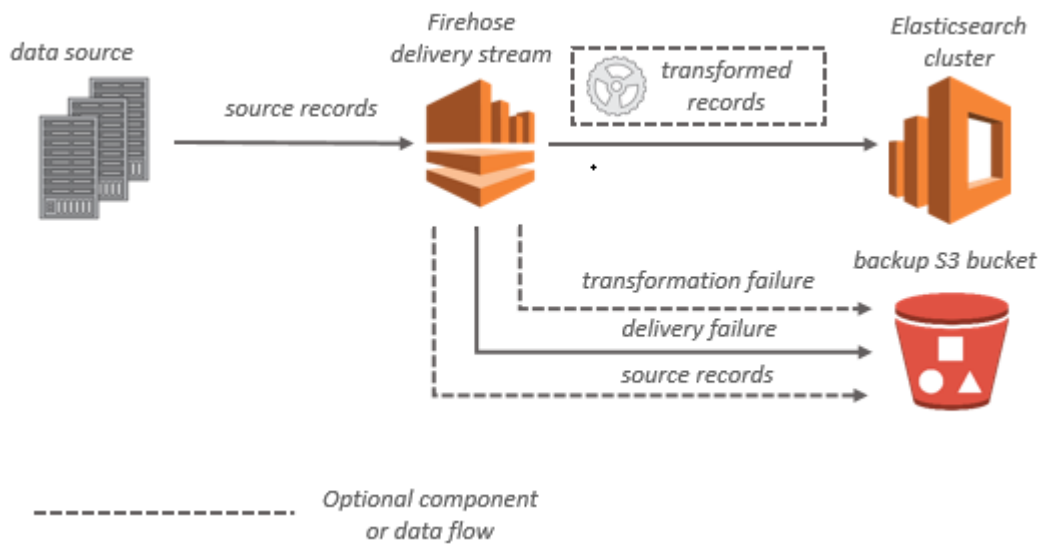 data source
source records
Firehose
delivery stream
transformed
records
Elasticsearch
cluster
backup S3 bucket
transformation failure
delivery failure
source records
Optional component
or data flow